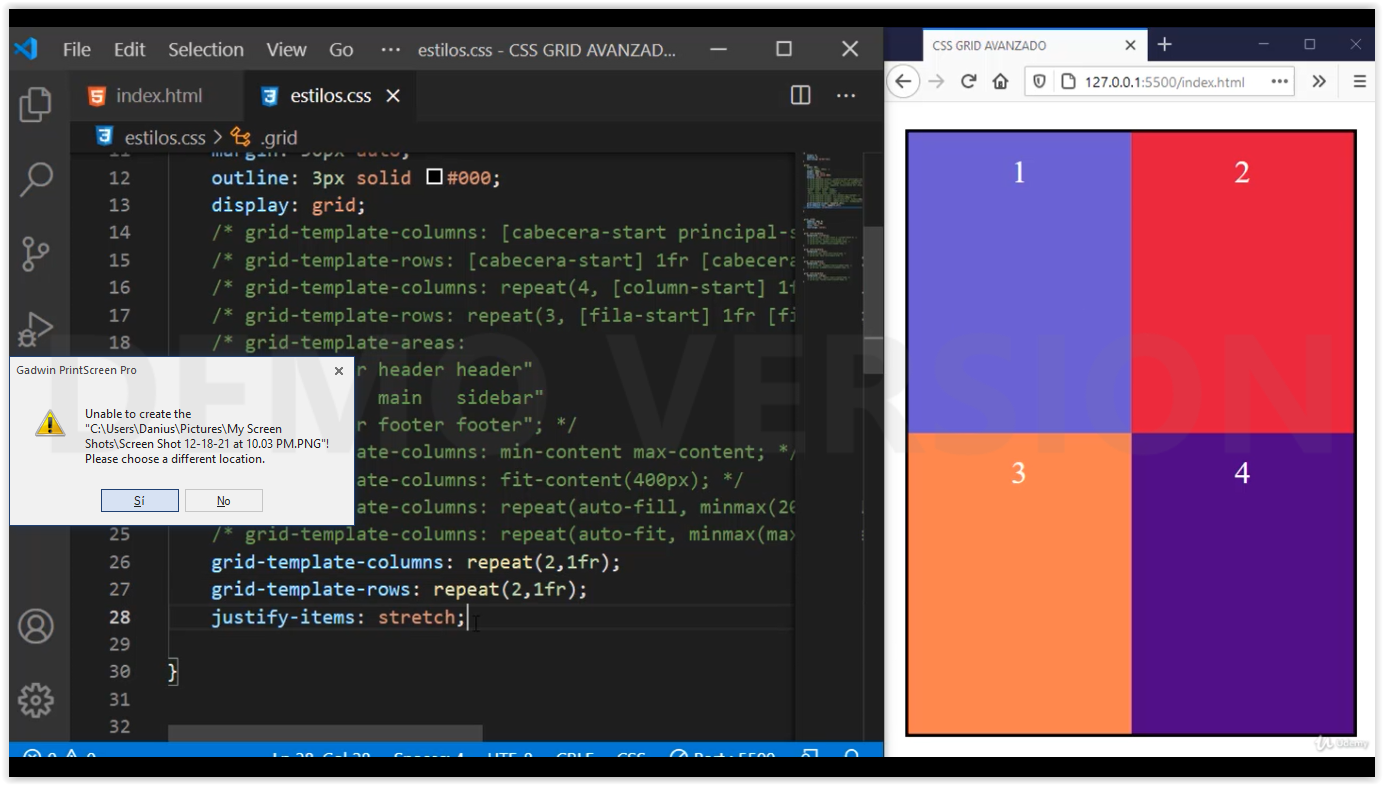 File Edit Selection View Go ··· estilos.css - CSS GRID AVANZAD...
index.html
estilos.css
estilos.css > .grid
12 outline: 3px solid #000;
13 display: grid;
14 /* grid-template-columns: [cabecera-start principal-s
15 /* grid-template-rows: [cabecera-start] 1fr [cabecera
16 /* grid-template-columns: repeat(4, [column-start] 1f
17 /* grid-template-rows: repeat(3, [fila-start] 1fr [fi
18 /* grid-template-areas:
r header header"
main sidebar"
r footer footer"; */
te-columns: min-content max-content; */
te-columns: fit-content(400px); */
te-columns: repeat(auto-fill, minmax(20
25 /* grid-template-columns: repeat(auto-fit, minmax(max
26 grid-template-columns: repeat(2,1fr);
27 grid-template-rows: repeat(2,1fr);
28 justify-items: stretch;
29
30 }
31
32
Gadwin PrintScreen Pro
Unable to create the
"C:\Users\Danius\Pictures\My Screen
Shots\Screen Shot 12-18-21 at 10.03 PM.PNG"!
Please choose a different location.
Sí
No
CSS GRID AVANZADO
127.0.0.1:5500/index.html
1
2
3
4
DEMO VERSION
Udemy